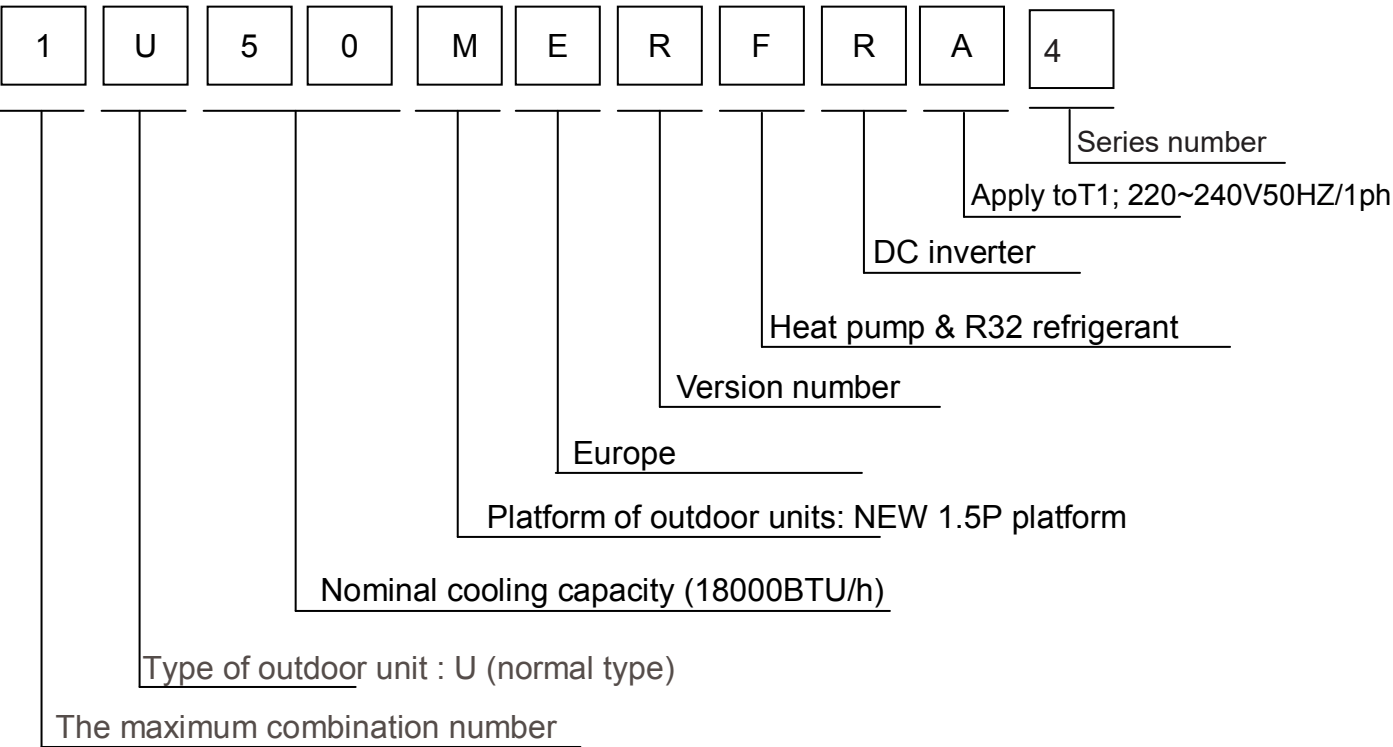 1 U 5 0 M E R F R A 4
Series number
Apply toT1; 220~240V50HZ/1ph
DC inverter
Heat pump & R32 refrigerant
Version number
Europe
Platform of outdoor units: NEW 1.5P platform
Nominal cooling capacity (18000BTU/h)
Type of outdoor unit : U (normal type)
The maximum combination number